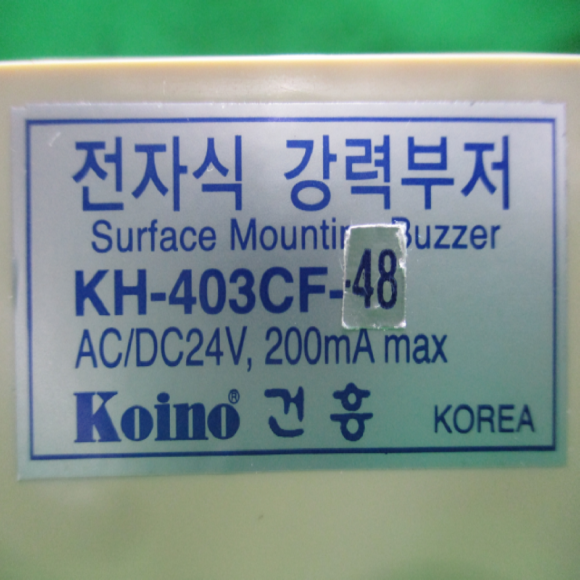 전자식 강력부저
Surface Mounting Buzzer
KH-403CF-48
AC/DC24V, 200mA max
Koino® 건흥 KOREA